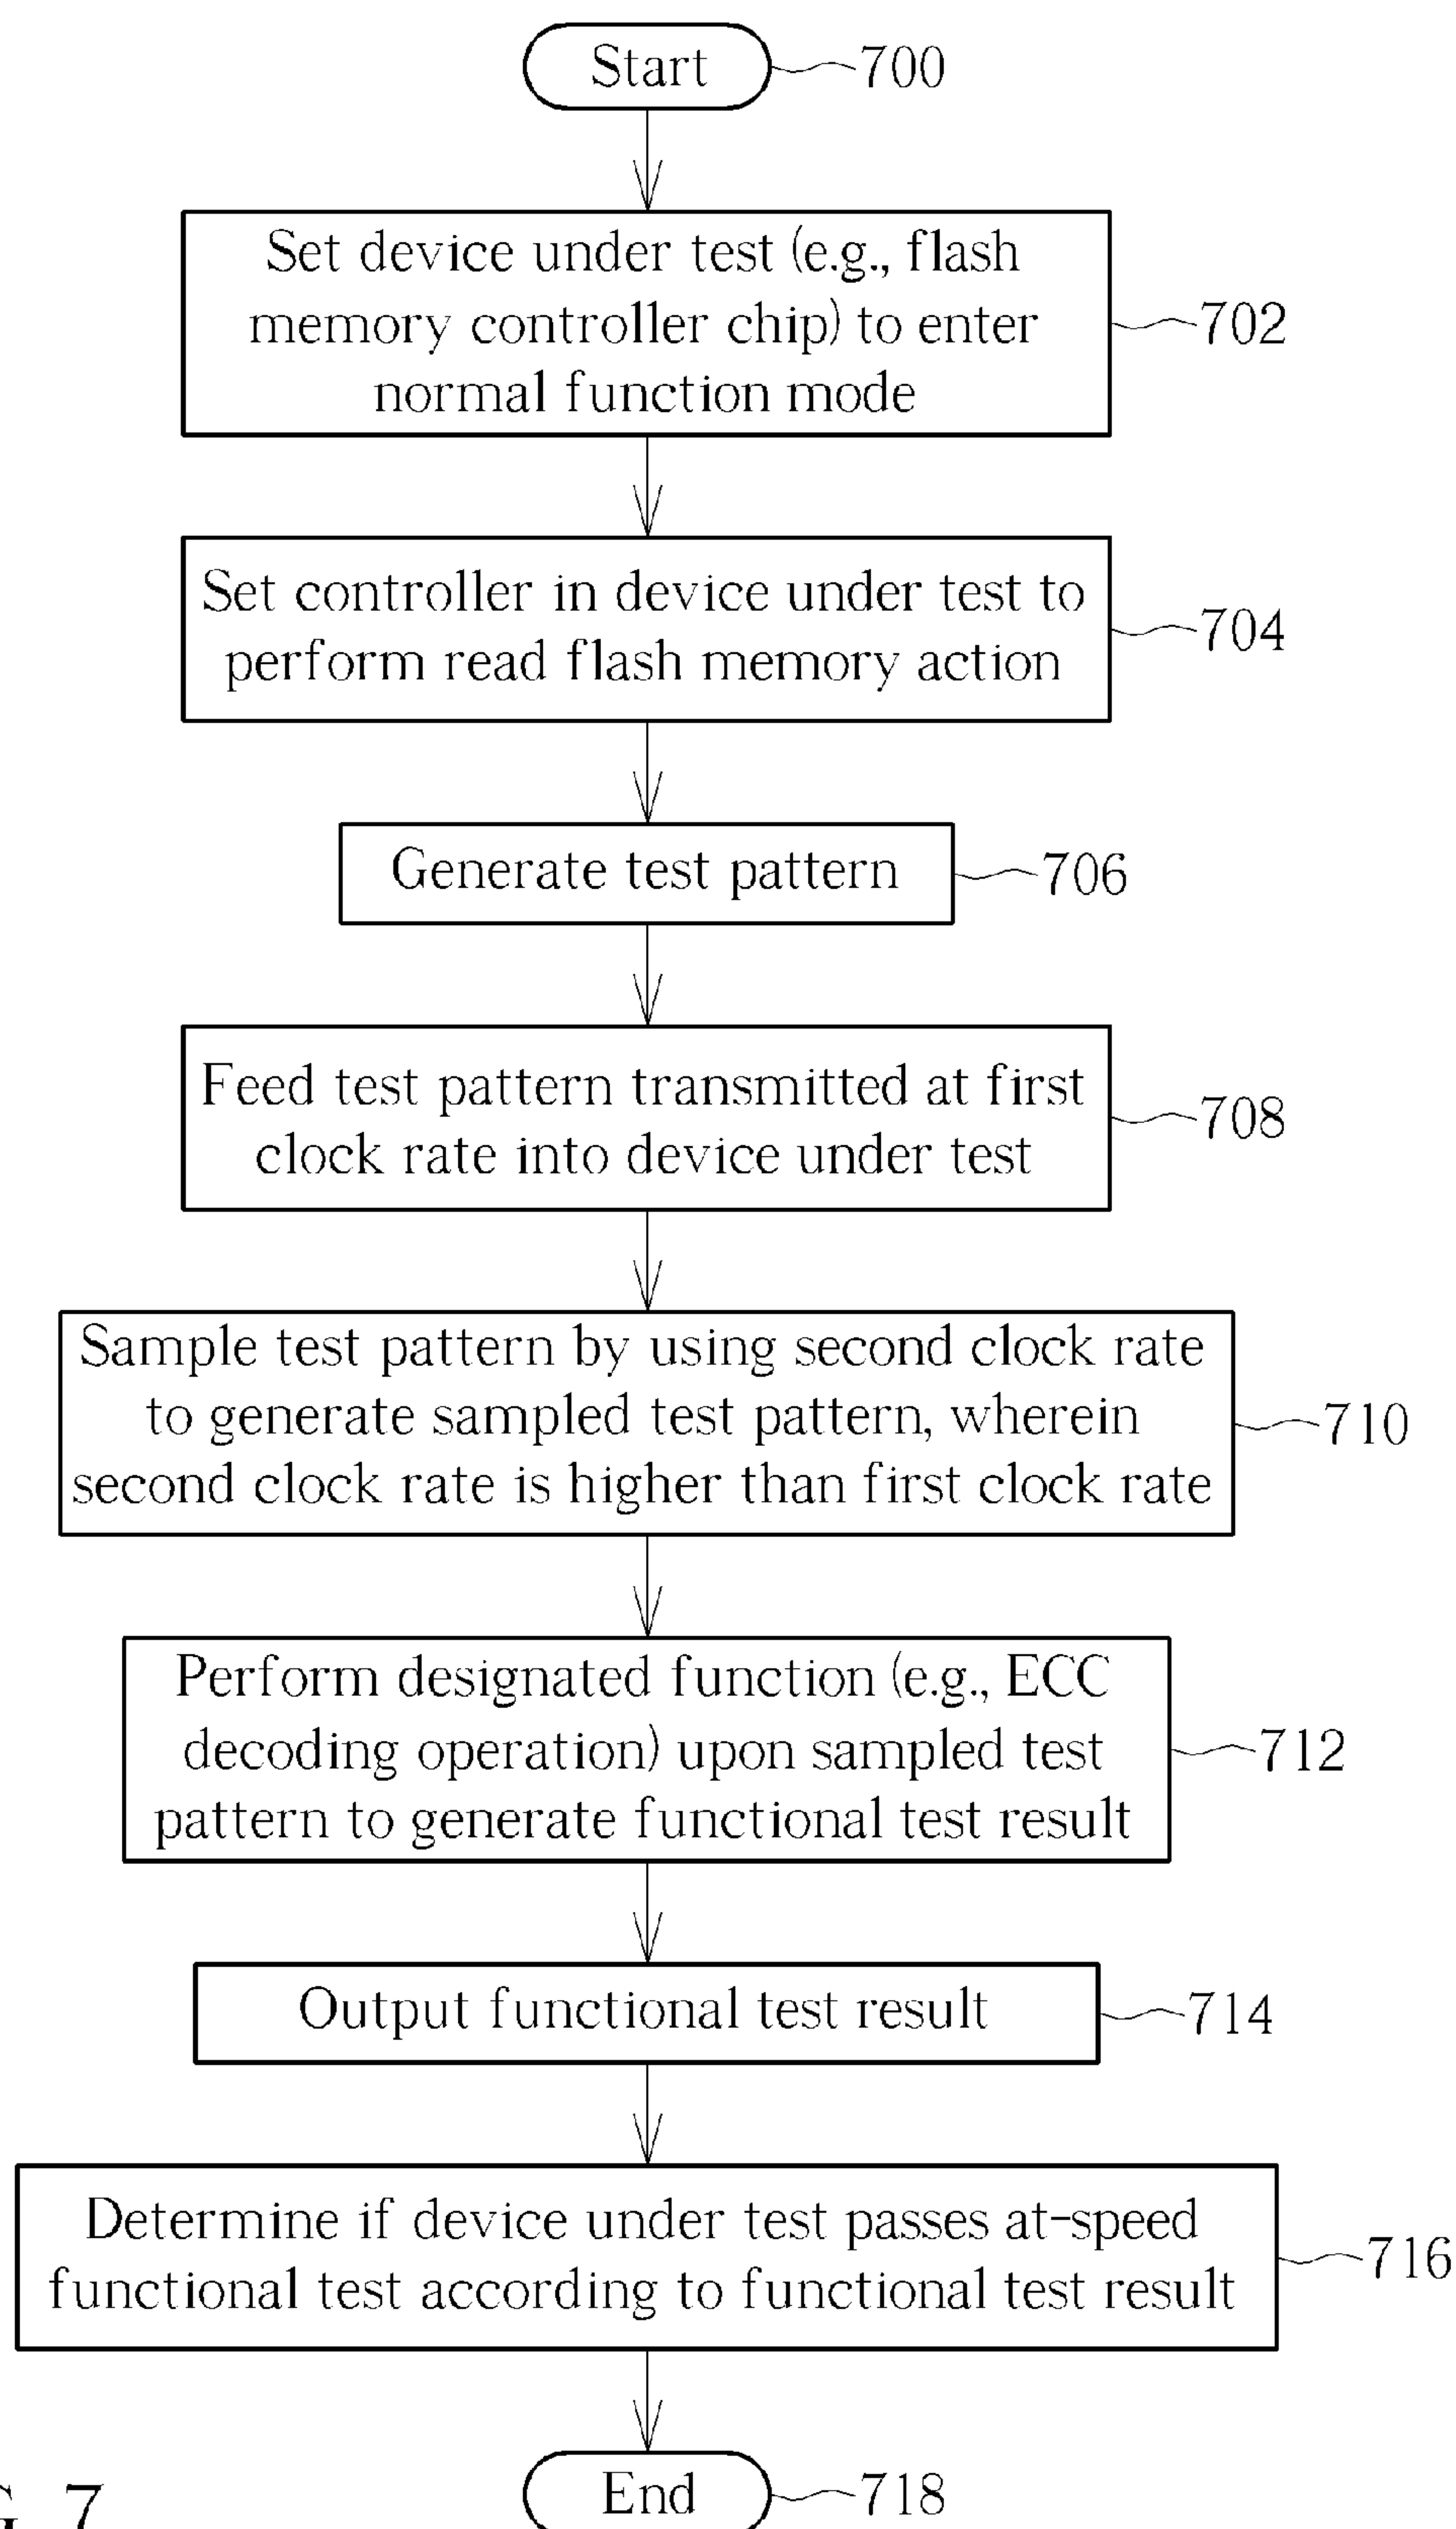 Start
700
Set device under test (e.g., flash
memory controller chip) to enter
normal function mode
702
Set controller in device under test to
perform read flash memory action
704
Generate test pattern
706
Feed test pattern transmitted at first
clock rate into device under test
708
Sample test pattern by using second clock rate
to generate sampled test pattern, wherein
second clock rate is higher than first clock rate
710
Perform designated function (e.g., ECC
decoding operation) upon sampled test
pattern to generate functional test result
712
Output functional test result
714
Determine if device under test passes at-speed
functional test according to functional test result
716
End
718
7